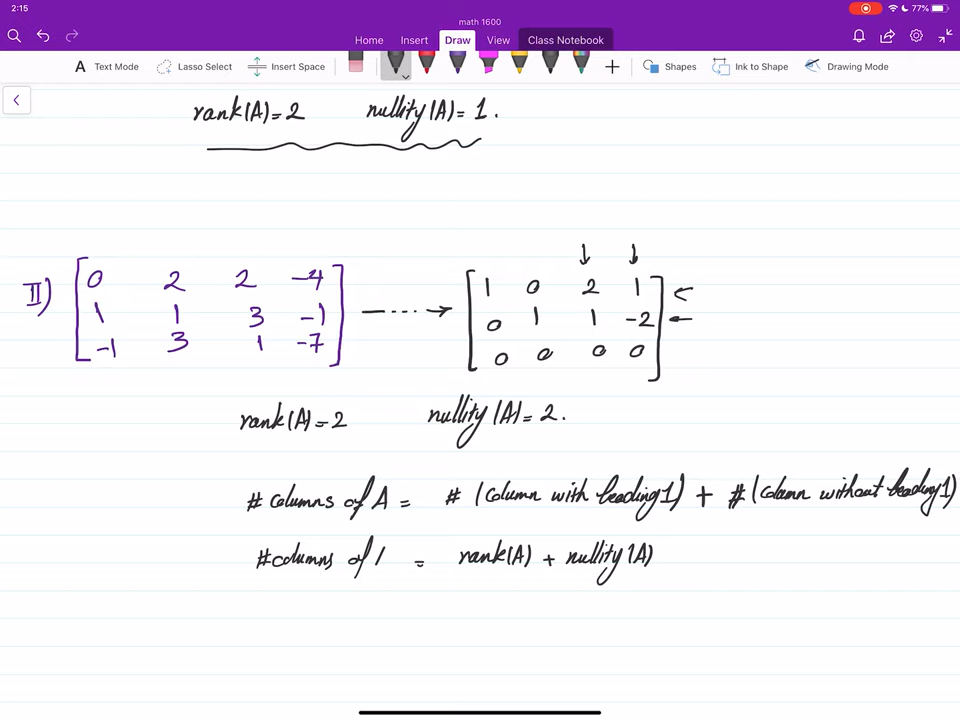 2:15
77%
math 1600
Home Insert Draw View Class Notebook
Text Mode Lasso Select Insert Space Shapes Ink to Shape Drawing Mode
rank(A)=2 nullity(A)=1.
II) [0 2 2 -4 ----→ [1 0 2 1] ←
1 1 3 -1 0 1 1 -2 ←
-1 3 1 -7] 0 0 0 0]
rank(A)=2 nullity(A)=2.
# columns of A = # (column with leading 1) + # (column without leading 1)
# columns of / = rank(A) + nullity(A)